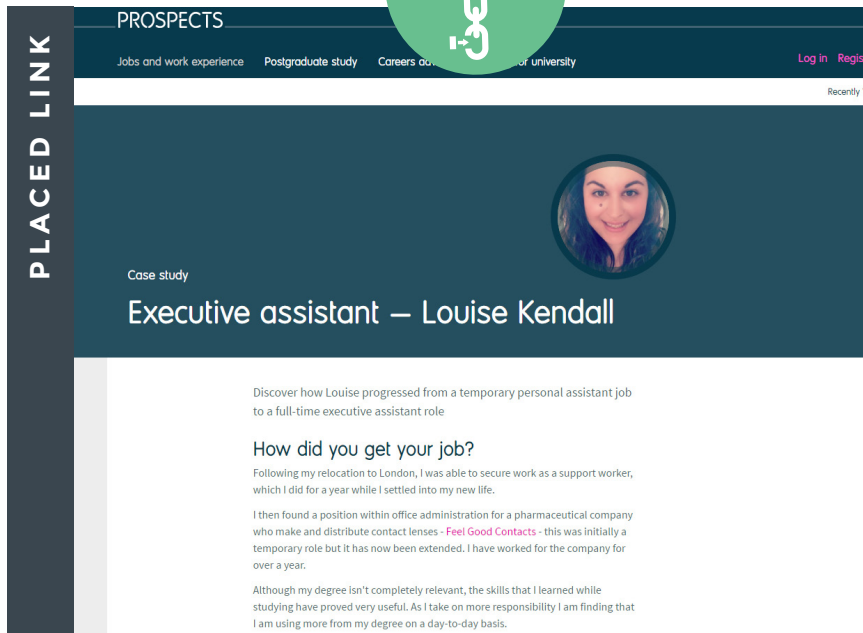 PLACED LINK
PROSPECTS
Jobs and work experience Postgraduate study Careers or university
Log in
Recently
Case study
Executive assistant – Louise Kendall
Discover how Louise progressed from a temporary personal assistant job
to a full-time executive assistant role
How did you get your job?
Following my relocation to London, I was able to secure work as a support worker,
which I did for a year while I settled into my new life.
I then found a position within office administration for a pharmaceutical company
who make and distribute contact lenses - Feel Good Contacts - this was initially a
temporary role but it has now been extended. I have worked for the company for
over a year.
Although my degree isn't completely relevant, the skills that I learned while
studying have proved very useful. As I take on more responsibility I am finding that
I am using more from my degree on a day-to-day basis.